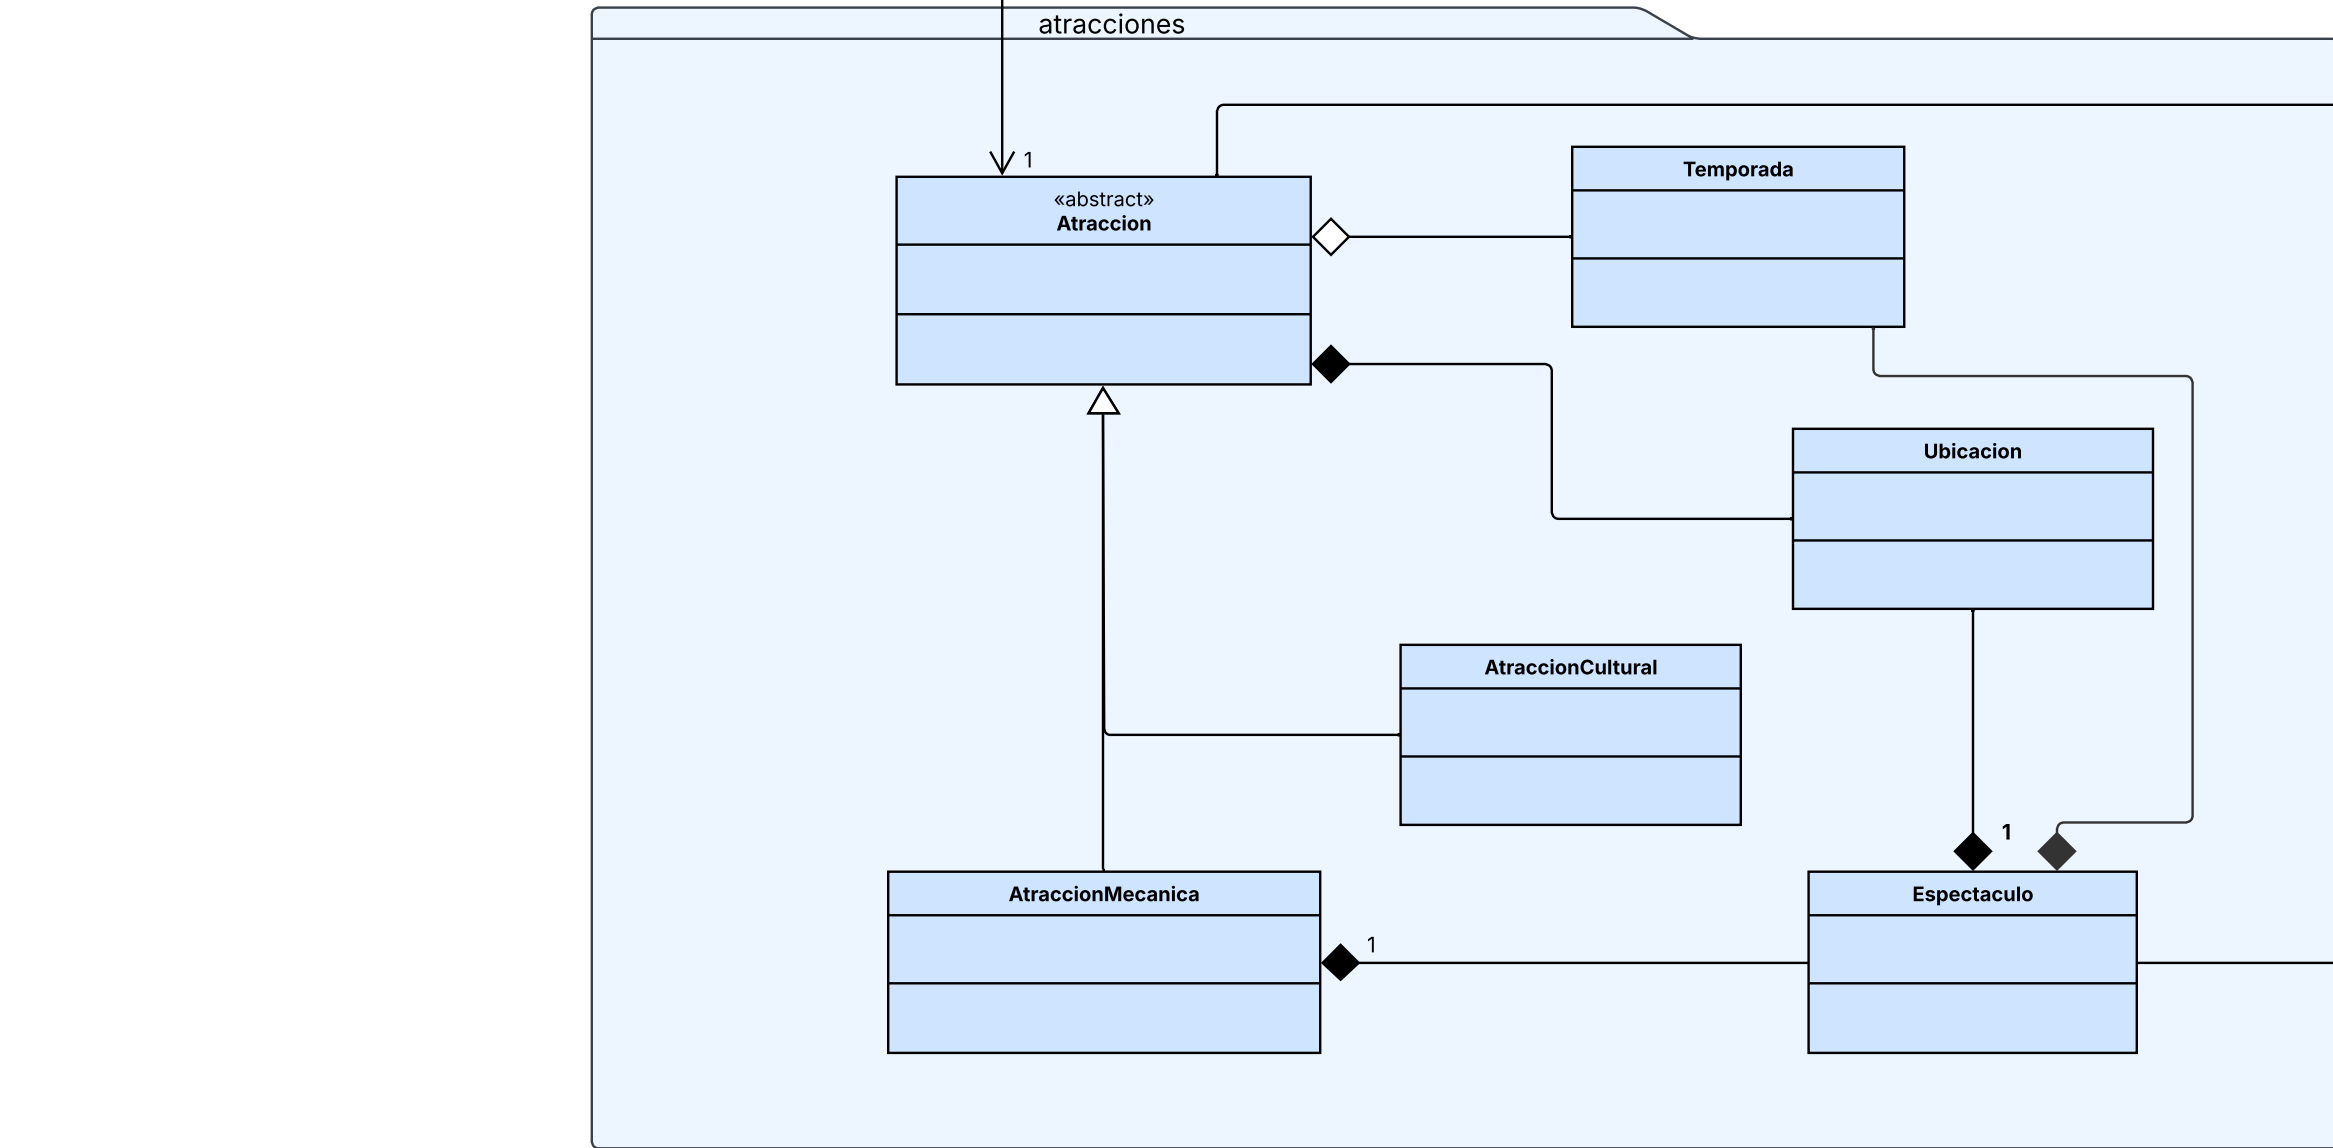 atracciones
1
«abstract»
Atraccion
Temporada
Ubicacion
AtraccionCultural
1
AtraccionMecanica
Espectaculo
1